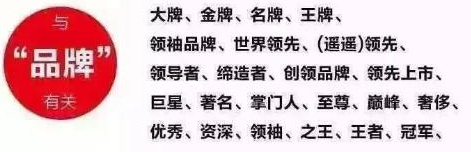 与
“品牌”
有关
大牌、金牌、名牌、王牌、
领袖品牌、世界领先、(遥遥)领先、
领导者、缔造者、创领品牌、领先上市、
巨星、著名、掌门人、至尊、巅峰、奢侈、
优秀、资深、领袖、之王、王者、冠军、